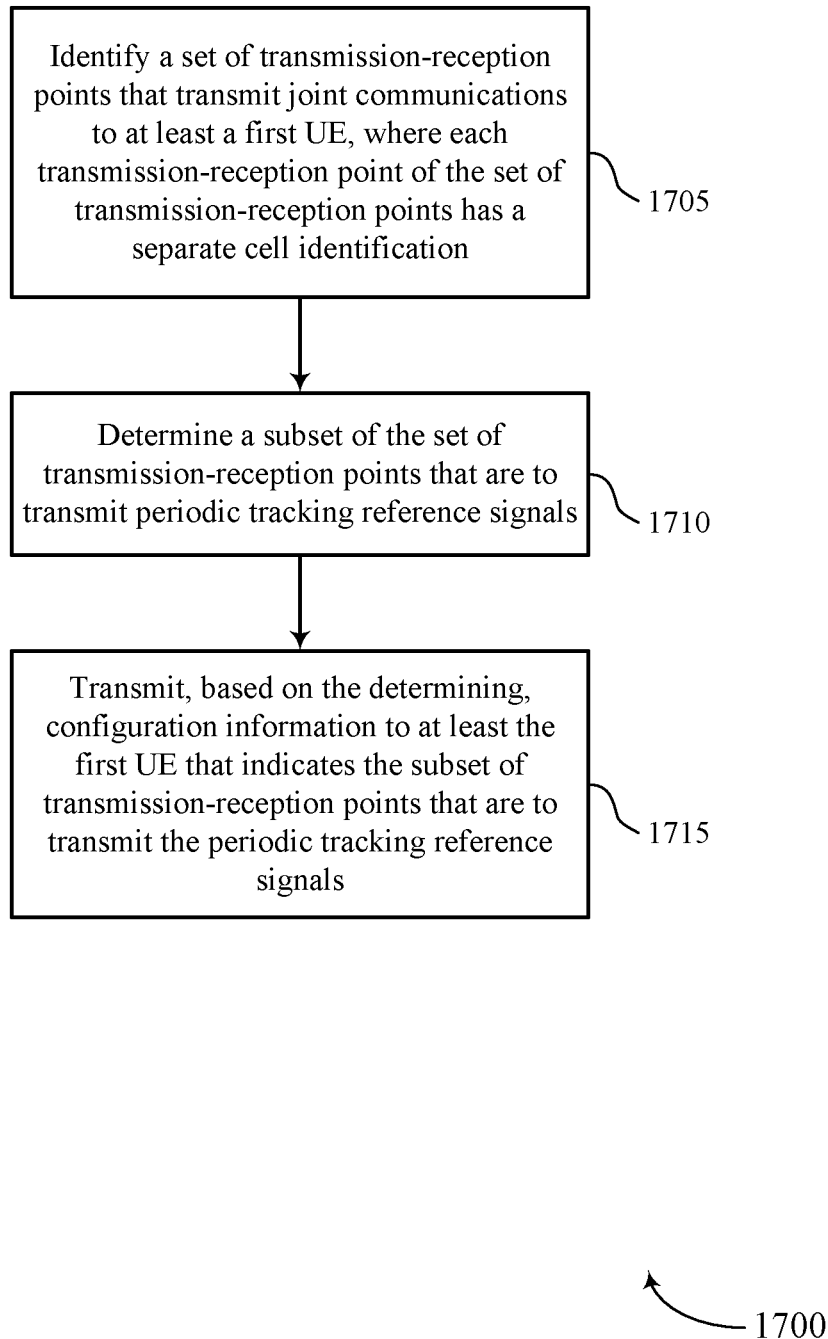 Identify a set of transmission-reception
points that transmit joint communications
to at least a first UE, where each
transmission-reception point of the set of
transmission-reception points has a
separate cell identification
1705
Determine a subset of the set of
transmission-reception points that are to
transmit periodic tracking reference signals
1710
Transmit, based on the determining,
configuration information to at least the
first UE that indicates the subset of
transmission-reception points that are to
transmit the periodic tracking reference
signals
1715
1700